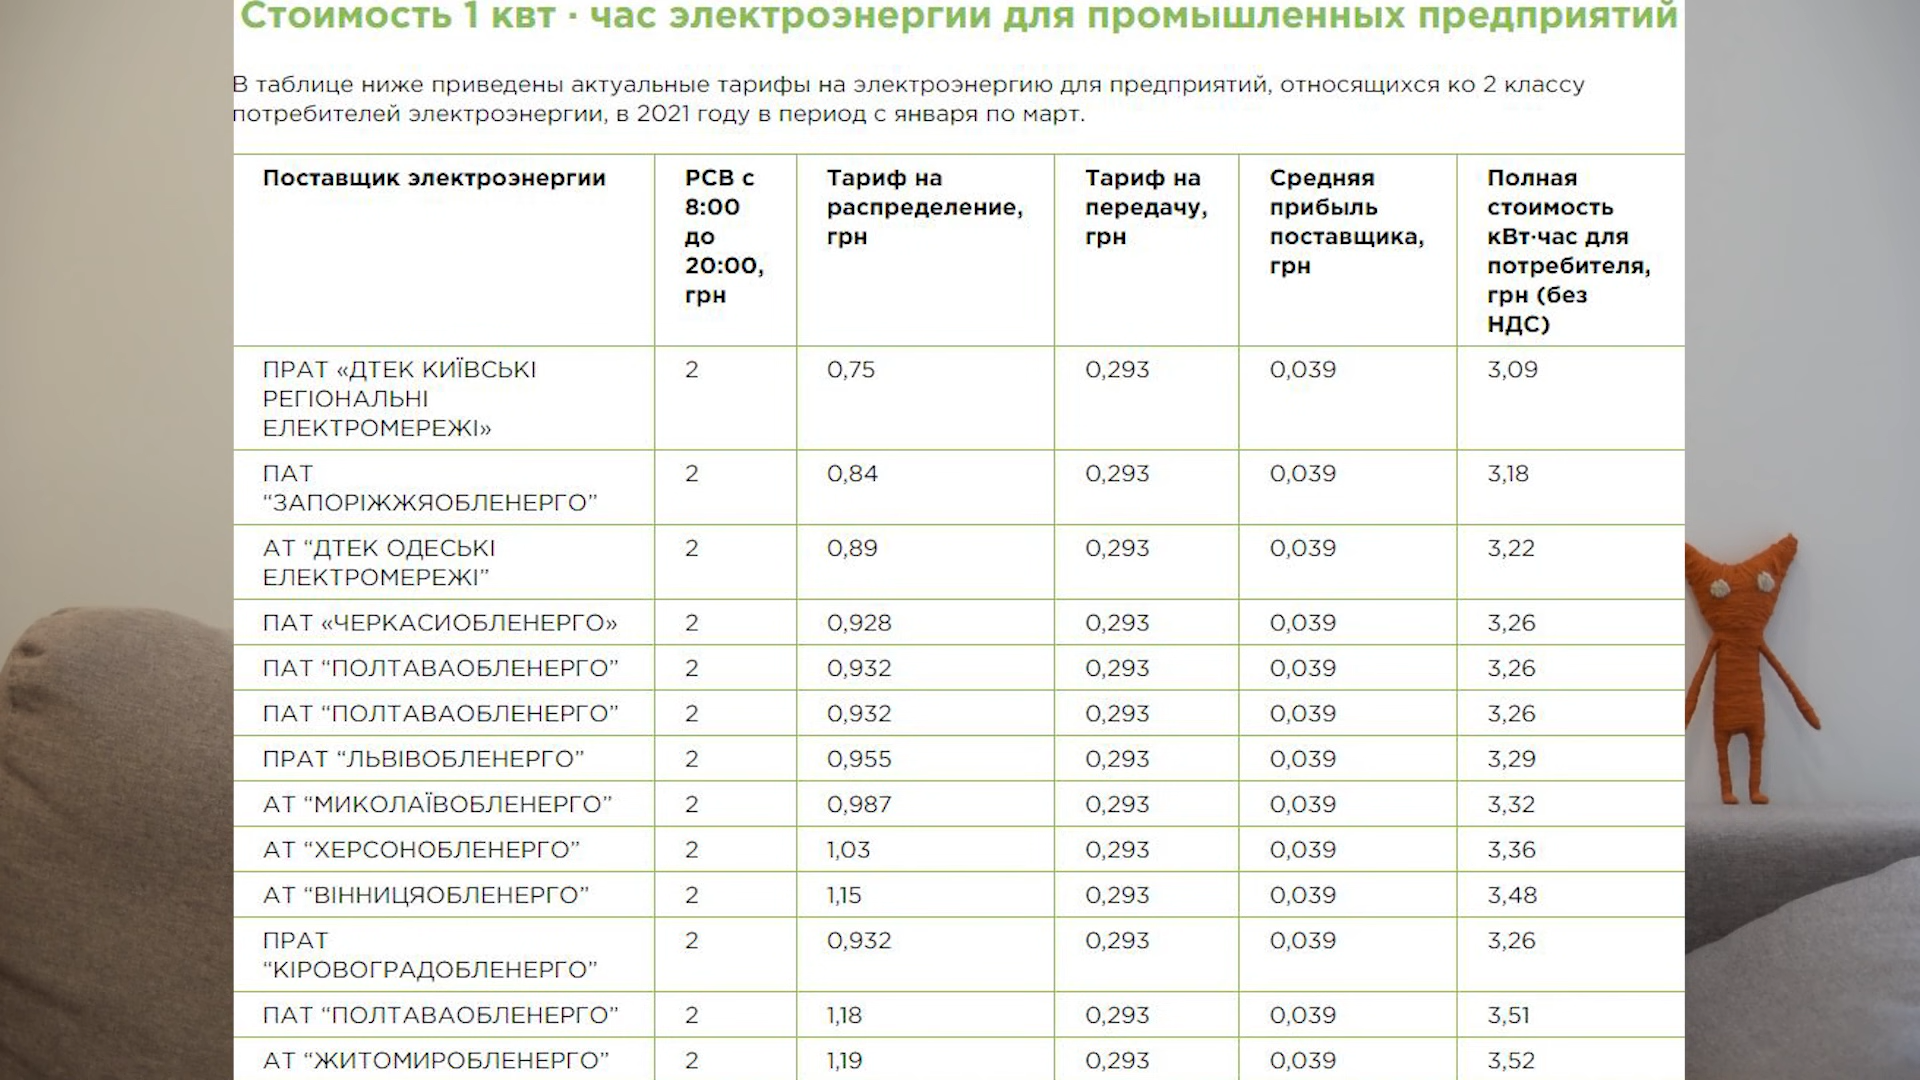 Стоимость 1 квт · час электроэнергии для промышленных предприятий
В таблице ниже приведены актуальные тарифы на электроэнергию для предприятий, относящихся ко 2 классу
потребителей электроэнергии, в 2021 году в период с января по март.
Поставщик электроэнергии
РСВ с
8:00
до
20:00,
грн
Тариф на
распределение,
грн
Тариф на
передачу,
грн
Средняя
прибыль
поставщика,
грн
Полная
стоимость
кВт·час для
потребителя,
грн (без
НДС)
ПРАТ «ДТЕК КИЇВСЬКІ
РЕГІОНАЛЬНІ
ЕЛЕКТРОМЕРЕЖІ»
2 0,75 0,293 0,039 3,09
ПАТ
“ЗАПОРІЖЖЯОБЛЕНЕРГО”
2 0,84 0,293 0,039 3,18
АТ “ДТЕК ОДЕСЬКІ
ЕЛЕКТРОМЕРЕЖІ”
2 0,89 0,293 0,039 3,22
ПАТ «ЧЕРКАСИОБЛЕНЕРГО» 2 0,928 0,293 0,039 3,26
ПАТ “ПОЛТАВАОБЛЕНЕРГО” 2 0,932 0,293 0,039 3,26
ПАТ “ПОЛТАВАОБЛЕНЕРГО” 2 0,932 0,293 0,039 3,26
ПРАТ “ЛЬВІВОБЛЕНЕРГО” 2 0,955 0,293 0,039 3,29
АТ “МИКОЛАЇВОБЛЕНЕРГО” 2 0,987 0,293 0,039 3,32
АТ “ХЕРСОНОБЛЕНЕРГО” 2 1,03 0,293 0,039 3,36
АТ “ВІННИЦЯОБЛЕНЕРГО” 2 1,15 0,293 0,039 3,48
ПРАТ
“КІРОВОГРАДОБЛЕНЕРГО”
2 0,932 0,293 0,039 3,26
ПАТ “ПОЛТАВАОБЛЕНЕРГО” 2 1,18 0,293 0,039 3,51
АТ “ЖИТОМИРОБЛЕНЕРГО” 2 1,19 0,293 0,039 3,52